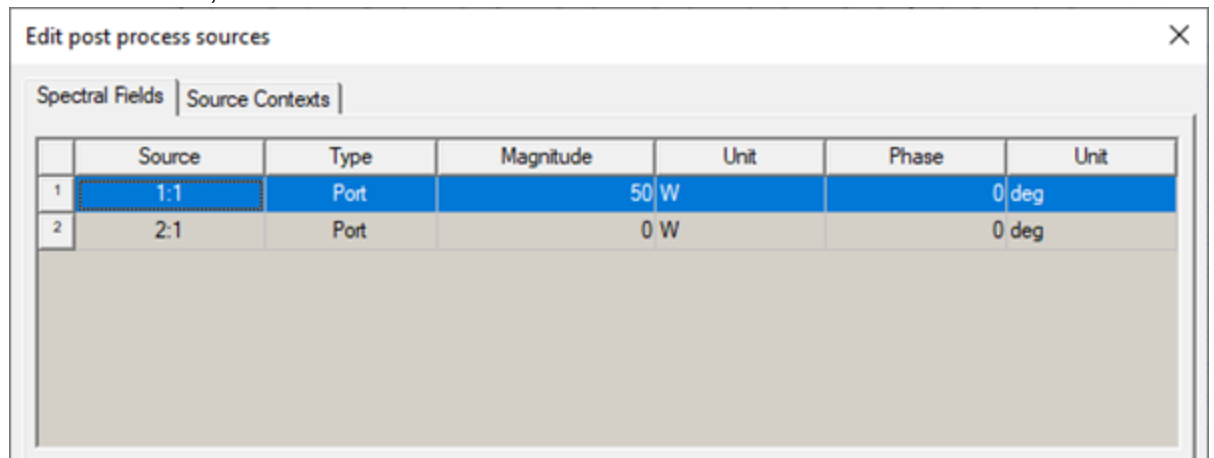 Edit post process sources
Spectral Fields Source Contexts
Source Type Magnitude Unit Phase Unit
1 1:1 Port 50 W 0 deg
2 2:1 Port 0 W 0 deg